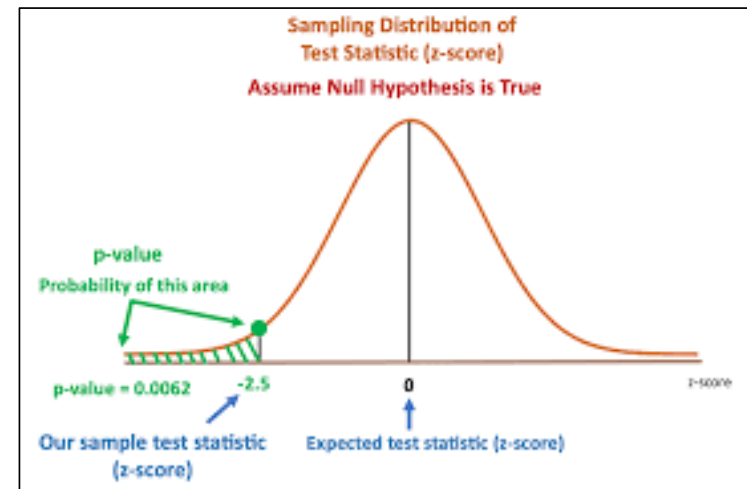 Sampling Distribution of
Test Statistic (z-score)
Assume Null Hypothesis is True
p-value
Probability of this area
p-value = 0.0062
-2.5
0
z-score
Our sample test statistic
(z-score)
Expected test statistic (z-score)